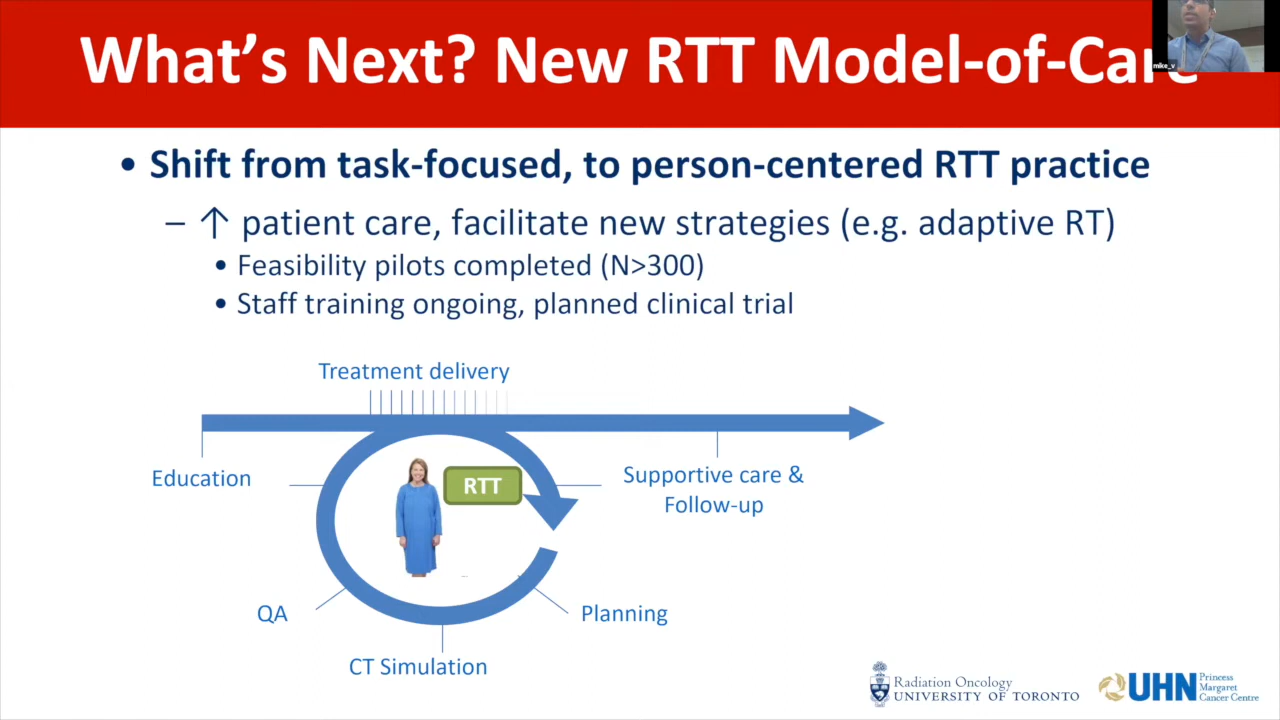 What's Next? New RTT Model-of-Care
mike_v
• Shift from task-focused, to person-centered RTT practice
– ↑ patient care, facilitate new strategies (e.g. adaptive RT)
• Feasibility pilots completed (N>300)
• Staff training ongoing, planned clinical trial
Treatment delivery
Education
RTT
Supportive care &
Follow-up
QA
Planning
CT Simulation
Radiation Oncology
UNIVERSITY OF TORONTO
UHN
Princess
Margaret
Cancer Centre